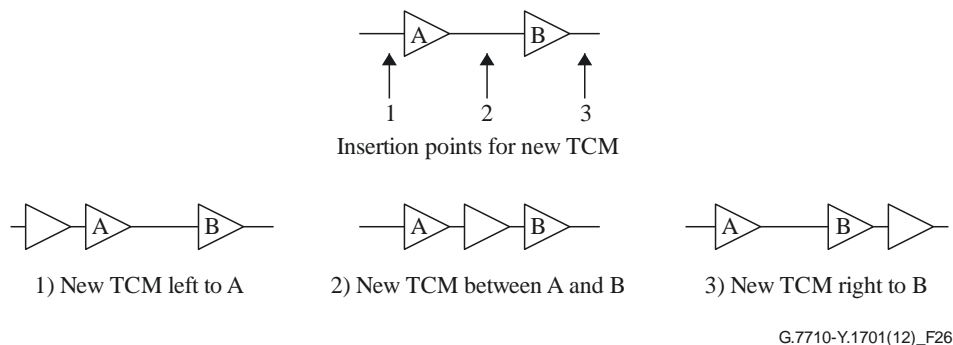 A B
1 2 3
Insertion points for new TCM
A B A B A B
1) New TCM left to A 2) New TCM between A and B 3) New TCM right to B
G.7710-Y.1701(12)_F26